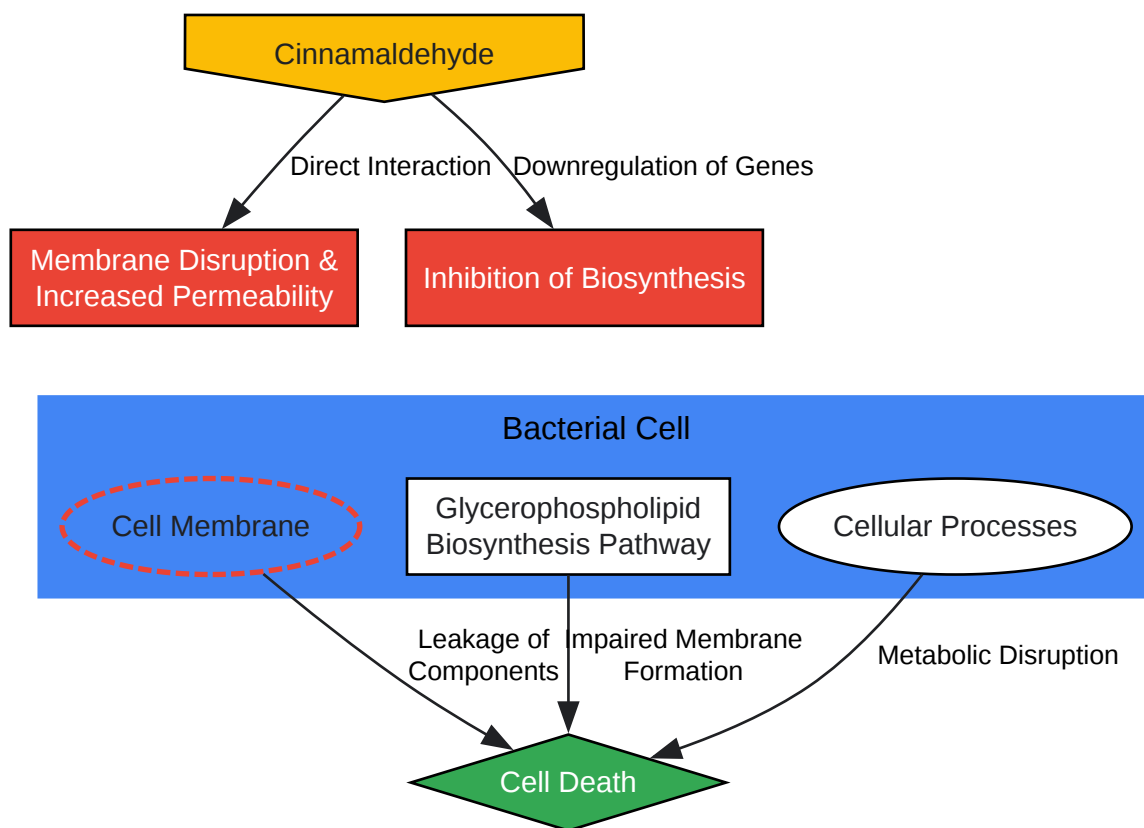 Cinnamaldehyde
Direct Interaction
Downregulation of Genes
Membrane Disruption &
Increased Permeability
Inhibition of Biosynthesis
Bacterial Cell
Cell Membrane
Glycerophospholipid
Biosynthesis Pathway
Cellular Processes
Leakage of
Components
Impaired Membrane
Formation
Metabolic Disruption
Cell Death